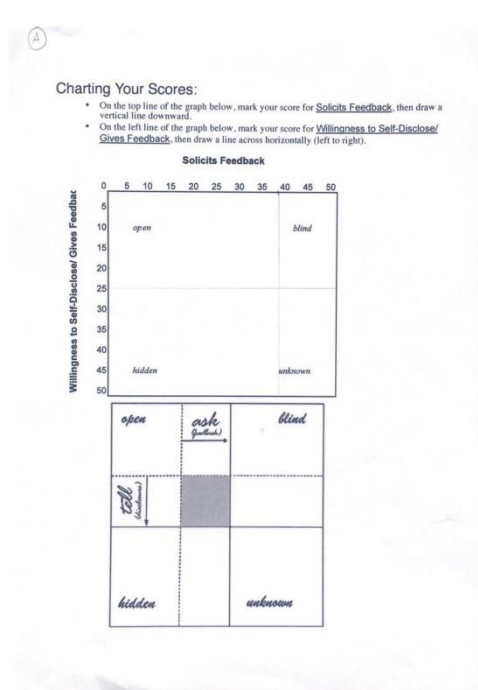 A
Charting Your Scores:
• On the top line of the graph below, mark your score for Solicits Feedback, then draw a
vertical line downward.
• On the left line of the graph below, mark your score for Willingness to Self-Disclose/
Gives Feedback, then draw a line across horizontally (left to right).
Solicits Feedback
0 5 10 15 20 25 30 35 40 45 50
Willingness to Self-Disclose/ Gives Feedbac
5
10
15
20
25
30
35
40
45
50
open
blind
hidden
unknown
open
ask
(feedback)
blind
tell
(disclosure)
hidden
unknown